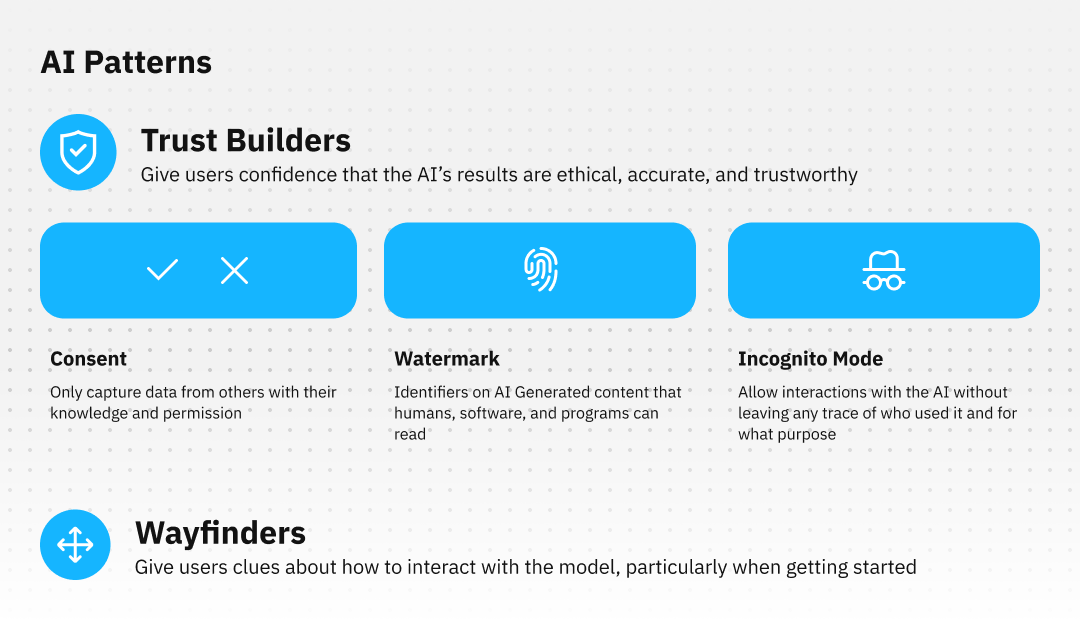 AI Patterns
Trust Builders
Give users confidence that the AI’s results are ethical, accurate, and trustworthy
Consent
Only capture data from others with their
knowledge and permission
Watermark
Identifiers on AI Generated content that
humans, software, and programs can
read
Incognito Mode
Allow interactions with the AI without
leaving any trace of who used it and for
what purpose
Wayfinders
Give users clues about how to interact with the model, particularly when getting started